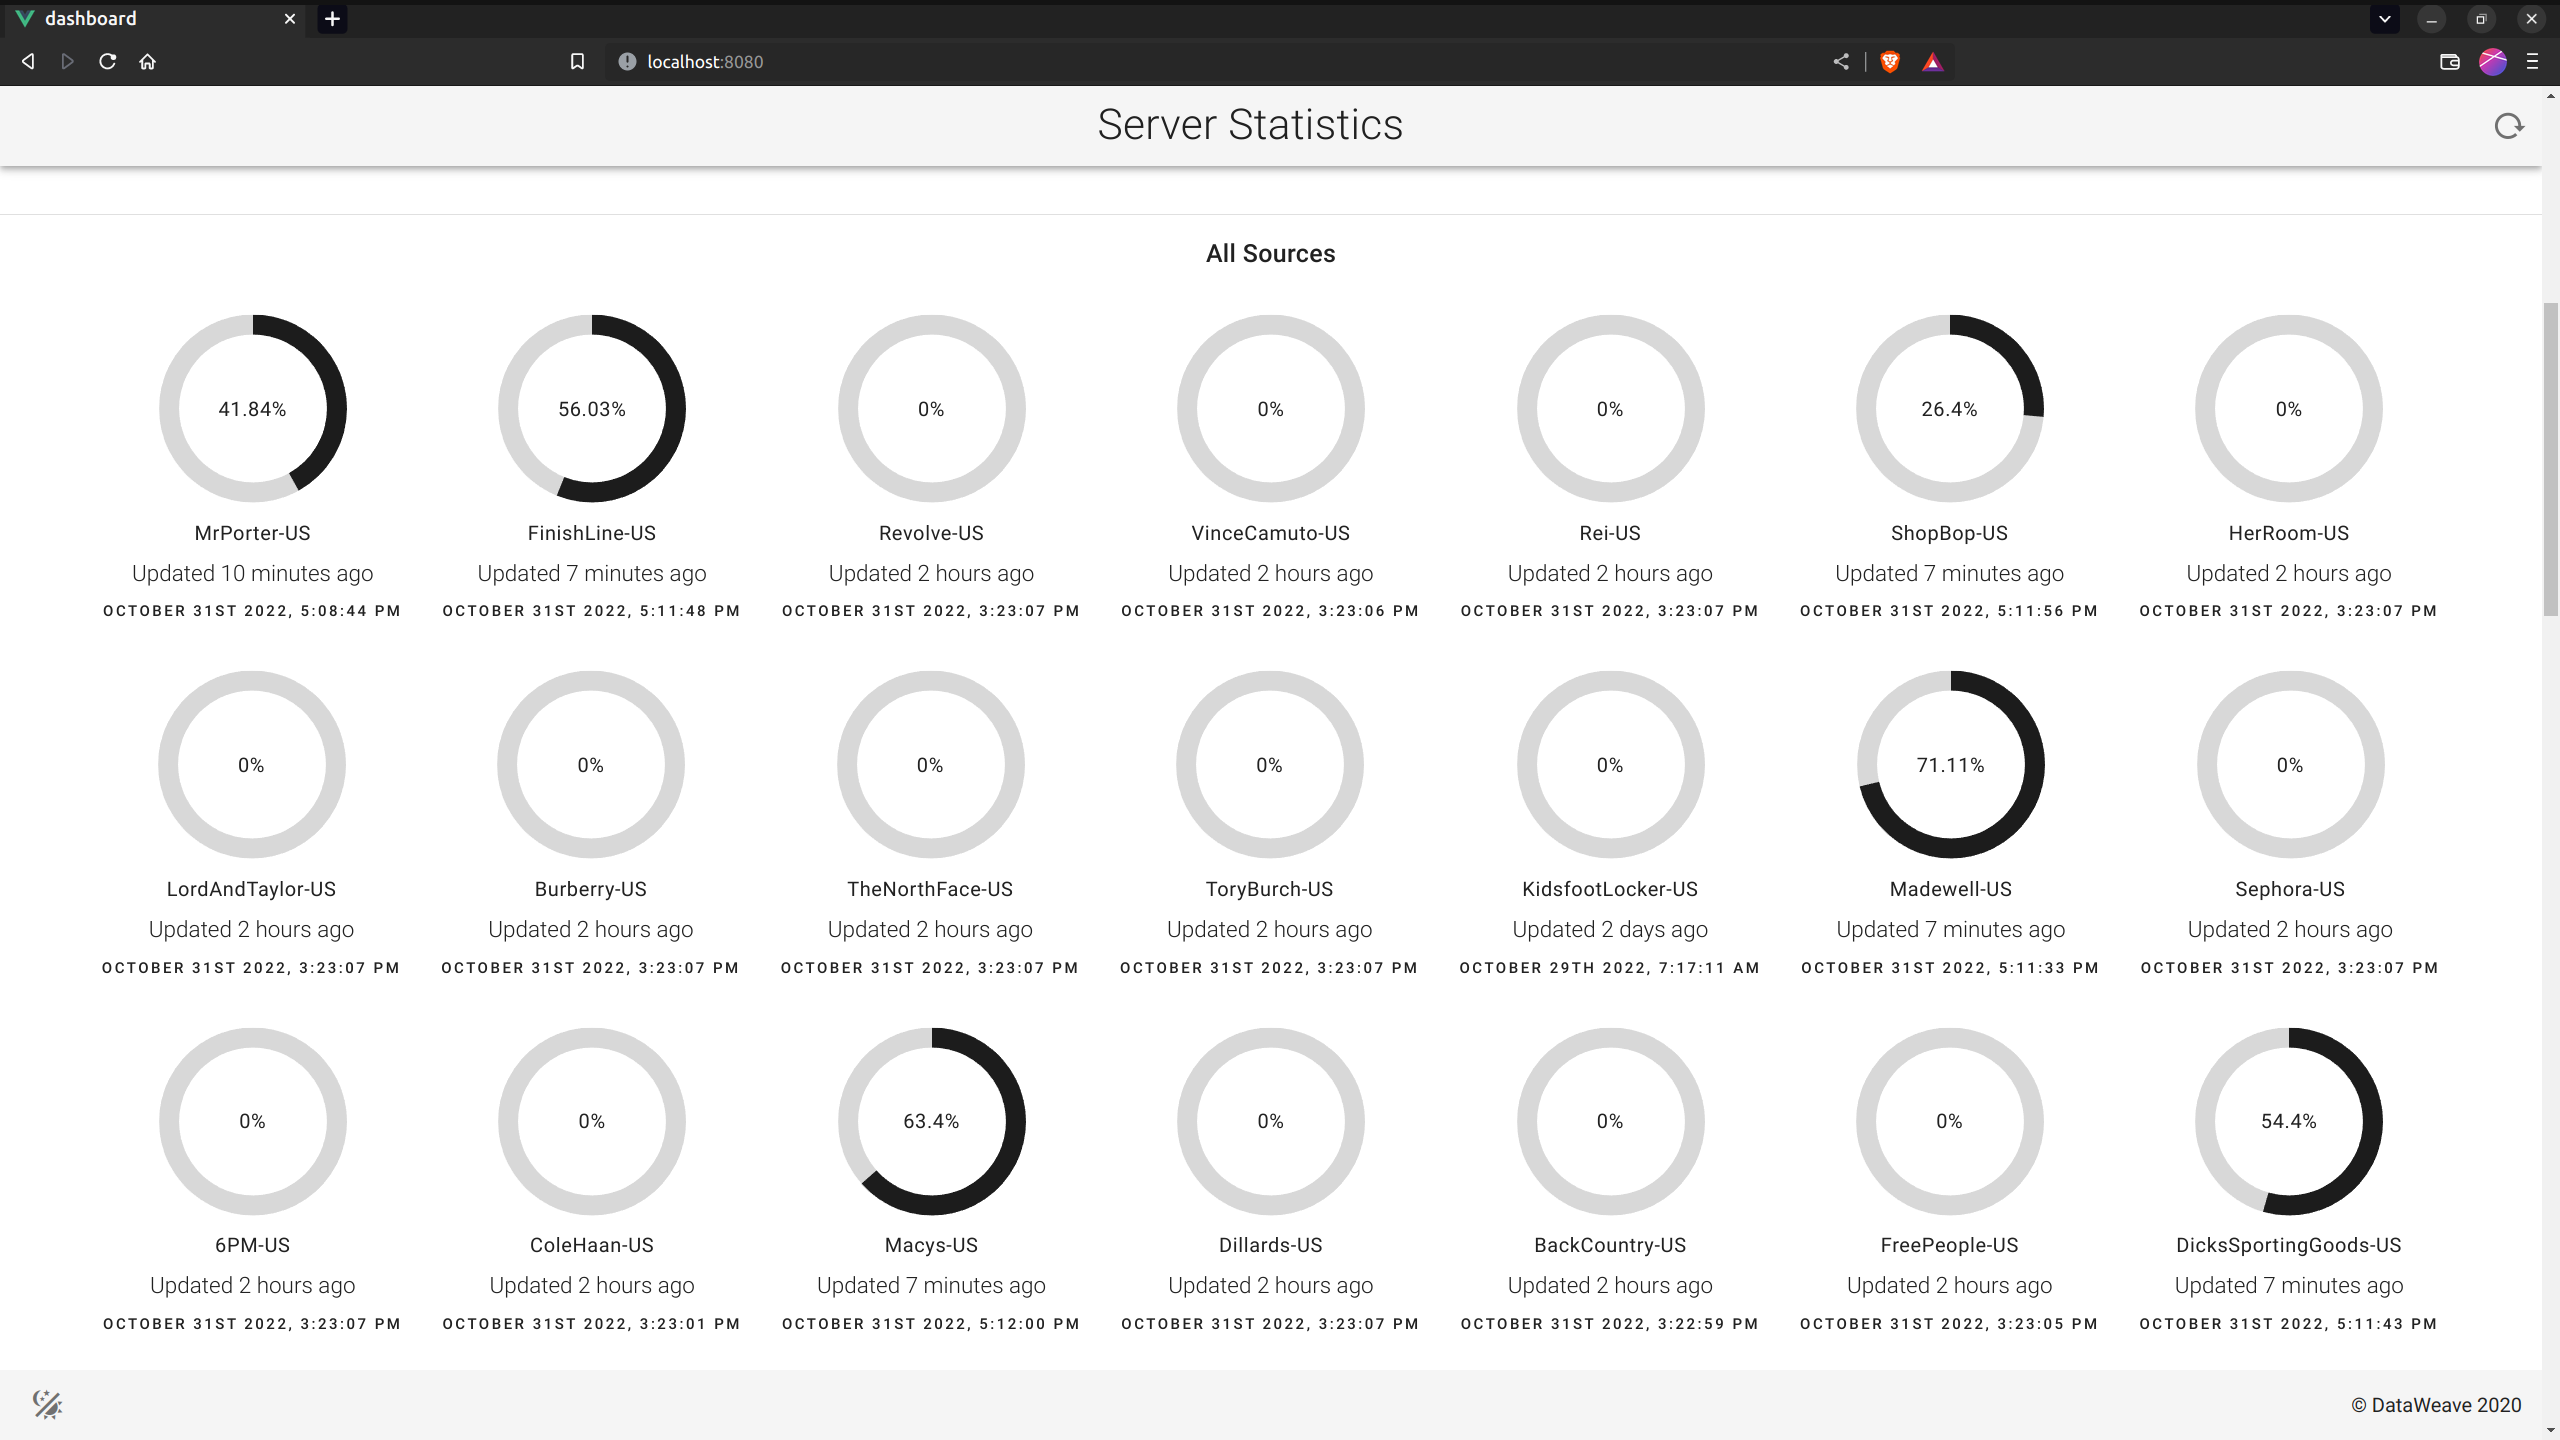 dashboard
localhost:8080
Server Statistics
All Sources
41.84% 56.03% 0% 0% 0% 26.4% 0%
MrPorter-US FinishLine-US Revolve-US VinceCamuto-US Rei-US ShopBop-US HerRoom-US
Updated 10 minutes ago Updated 7 minutes ago Updated 2 hours ago Updated 2 hours ago Updated 2 hours ago Updated 7 minutes ago Updated 2 hours ago
OCTOBER 31ST 2022, 5:08:44 PM OCTOBER 31ST 2022, 5:11:48 PM OCTOBER 31ST 2022, 3:23:07 PM OCTOBER 31ST 2022, 3:23:06 PM OCTOBER 31ST 2022, 3:23:07 PM OCTOBER 31ST 2022, 5:11:56 PM OCTOBER 31ST 2022, 3:23:07 PM
0% 0% 0% 0% 0% 71.11% 0%
LordAndTaylor-US Burberry-US TheNorthFace-US ToryBurch-US KidsfootLocker-US Madewell-US Sephora-US
Updated 2 hours ago Updated 2 hours ago Updated 2 hours ago Updated 2 hours ago Updated 2 days ago Updated 7 minutes ago Updated 2 hours ago
OCTOBER 31ST 2022, 3:23:07 PM OCTOBER 31ST 2022, 3:23:07 PM OCTOBER 31ST 2022, 3:23:07 PM OCTOBER 31ST 2022, 3:23:07 PM OCTOBER 29TH 2022, 7:17:11 AM OCTOBER 31ST 2022, 5:11:33 PM OCTOBER 31ST 2022, 3:23:07 PM
0% 0% 63.4% 0% 0% 0% 54.4%
6PM-US ColeHaan-US Macys-US Dillards-US BackCountry-US FreePeople-US DicksSportingGoods-US
Updated 2 hours ago Updated 2 hours ago Updated 7 minutes ago Updated 2 hours ago Updated 2 hours ago Updated 2 hours ago Updated 7 minutes ago
OCTOBER 31ST 2022, 3:23:07 PM OCTOBER 31ST 2022, 3:23:01 PM OCTOBER 31ST 2022, 5:12:00 PM OCTOBER 31ST 2022, 3:23:07 PM OCTOBER 31ST 2022, 3:22:59 PM OCTOBER 31ST 2022, 3:23:05 PM OCTOBER 31ST 2022, 5:11:43 PM
© DataWeave 2020